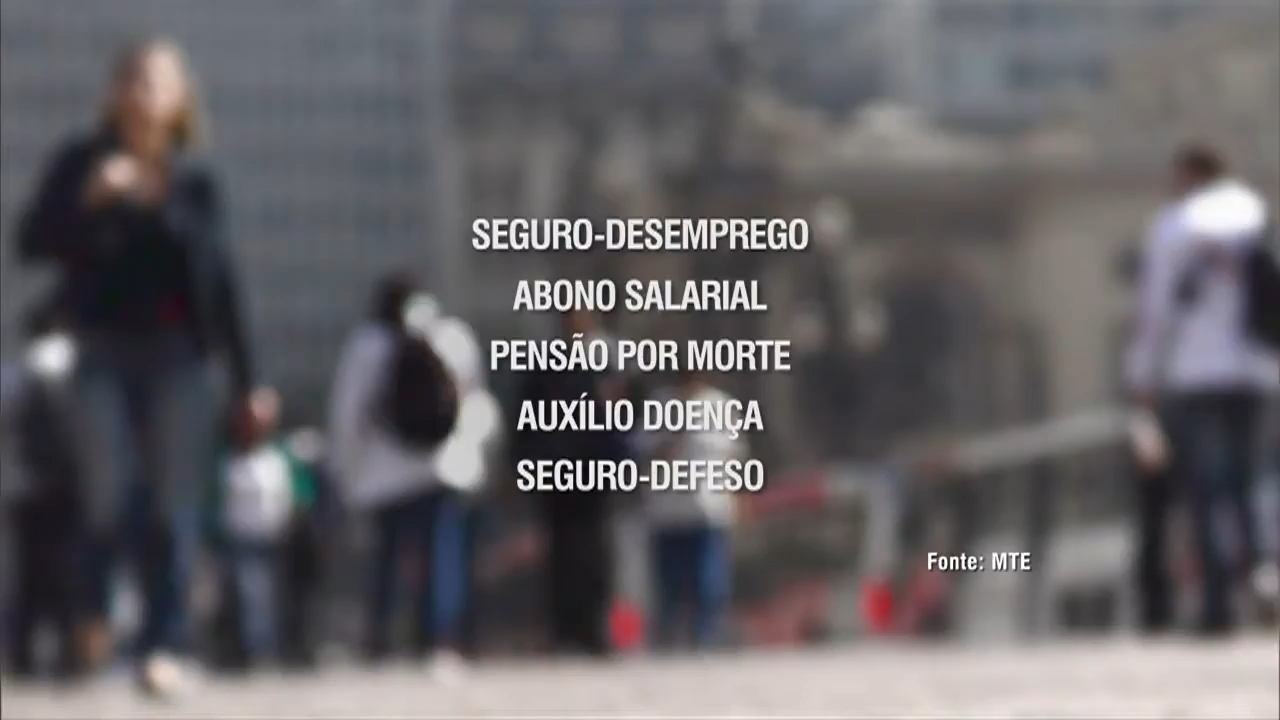 SEGURO-DESEMPREGO
ABONO SALARIAL
PENSÃO POR MORTE
AUXÍLIO DOENÇA
SEGURO-DEFESO
Fonte: MTE